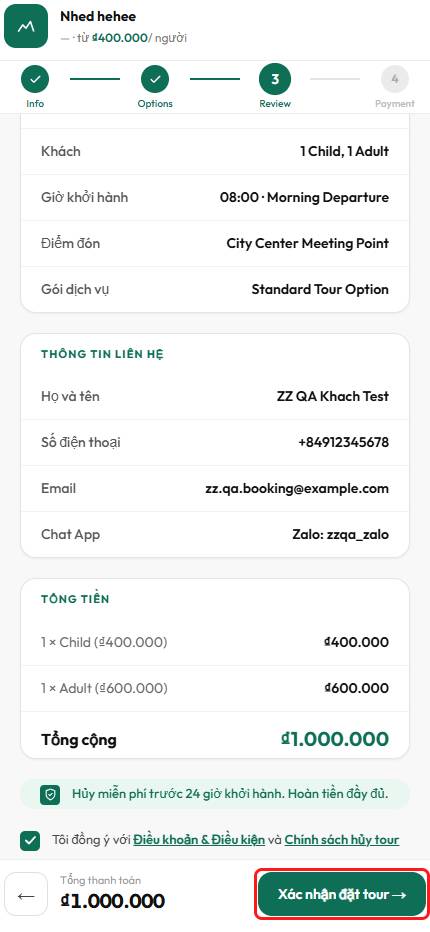 Nhed hehee
— · từ ₫400.000/ người
3
4
Info
Options
Review
Payment
Khách
1 Child, 1 Adult
Giờ khởi hành
08:00 · Morning Departure
Điểm đón
City Center Meeting Point
Gói dịch vụ
Standard Tour Option
THÔNG TIN LIÊN HỆ
Họ và tên
ZZ QA Khach Test
Số điện thoại
+84912345678
Email
zz.qa.booking@example.com
Chat App
Zalo: zzqa_zalo
TỔNG TIỀN
1 × Child (₫400.000)
₫400.000
1 × Adult (₫600.000)
₫600.000
Tổng cộng
₫1.000.000
Hủy miễn phí trước 24 giờ khởi hành. Hoàn tiền đầy đủ.
Tôi đồng ý với Điều khoản & Điều kiện và Chính sách hủy tour
Tổng thanh toán
₫1.000.000
←
Xác nhận đặt tour →